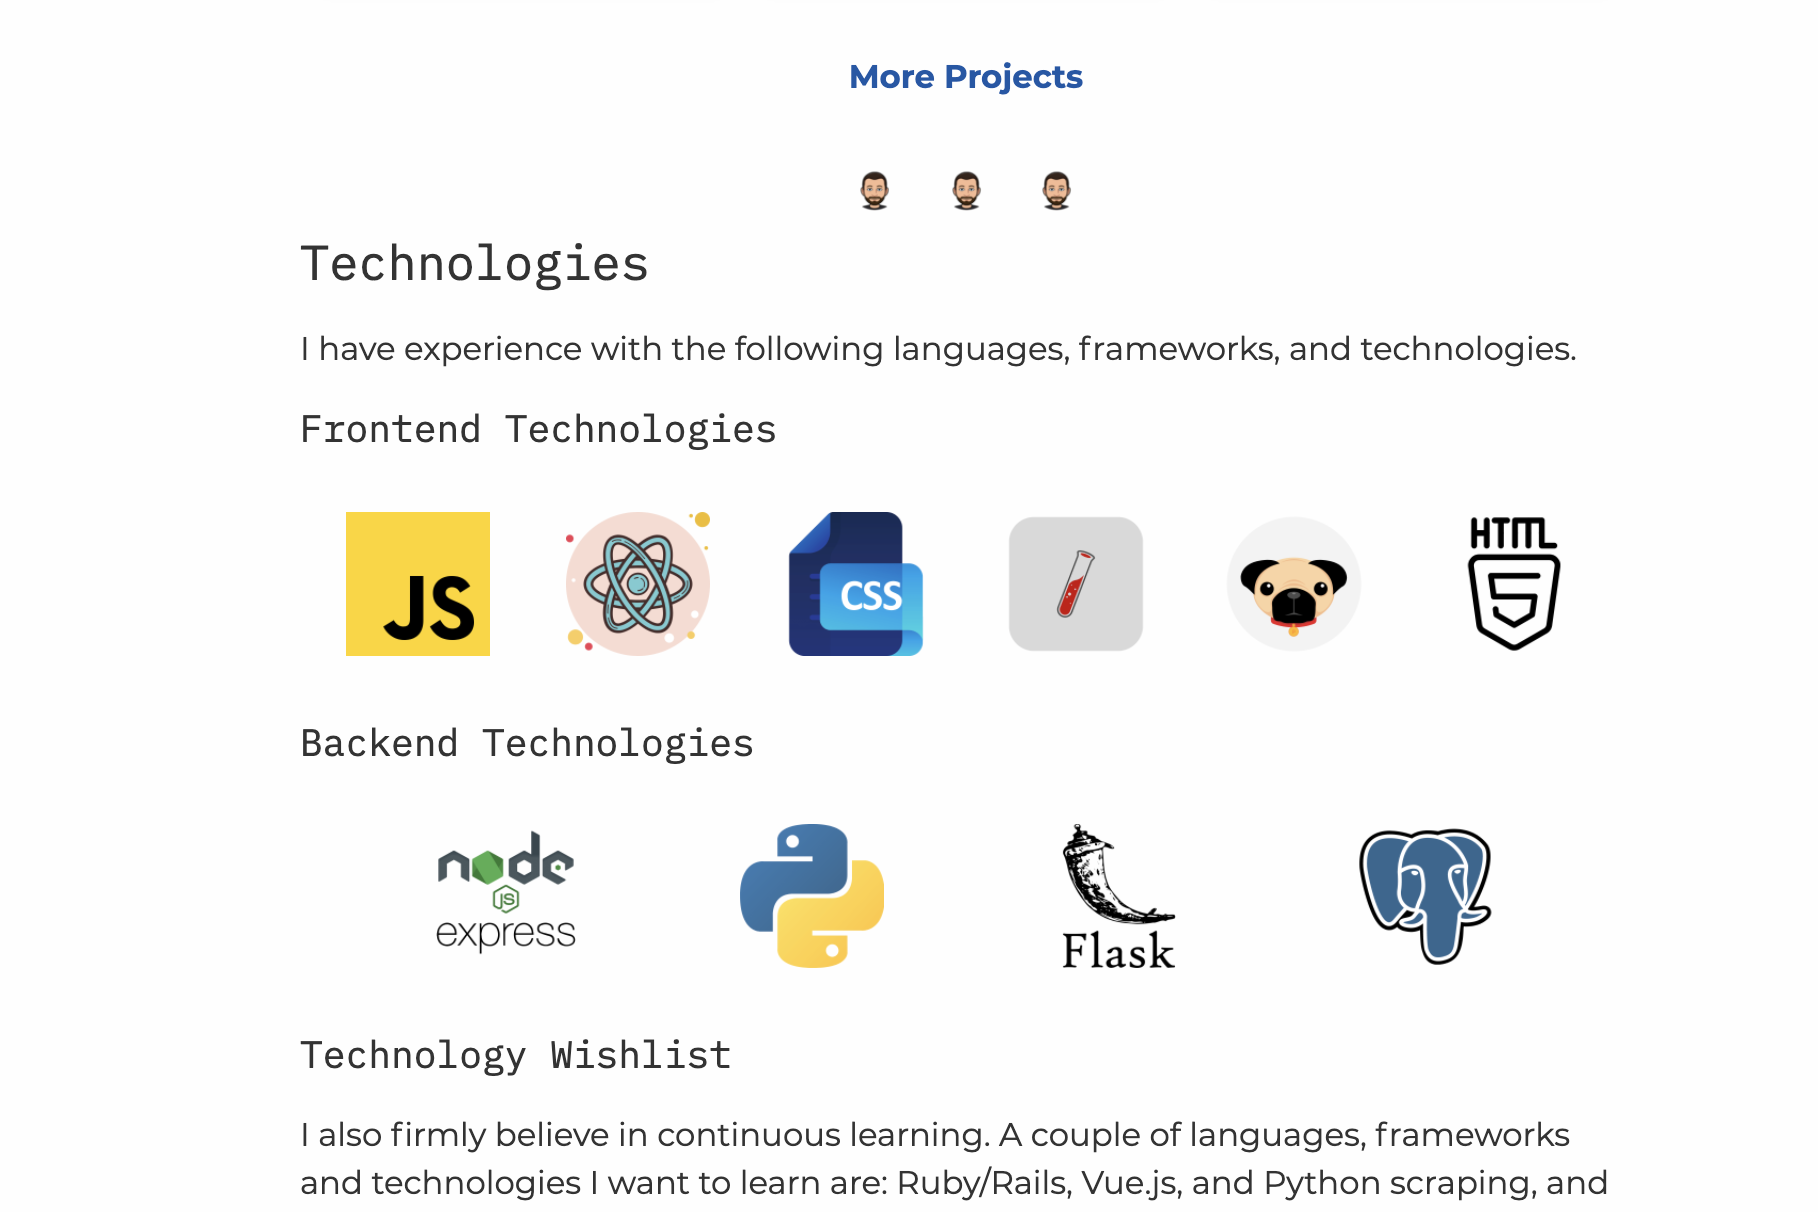 More Projects
Technologies
I have experience with the following languages, frameworks, and technologies.
Frontend Technologies
JS
CSS
HTML
5
Backend Technologies
node
JS
express
Flask
Technology Wishlist
I also firmly believe in continuous learning. A couple of languages, frameworks
and technologies I want to learn are: Ruby/Rails, Vue.js, and Python scraping, and